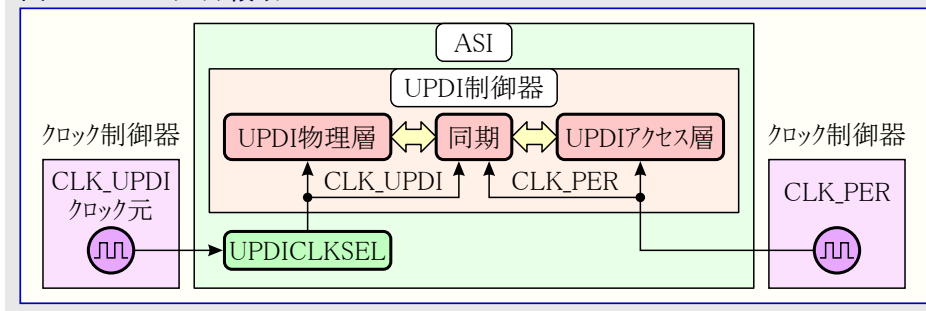 ASI
UPDI制御器
クロック制御器
UPDI物理層
同期
UPDIアクセス層
クロック制御器
CLK_UPDI
クロック元
CLK_UPDI
CLK_PER
CLK_PER
UPDICLKSEL